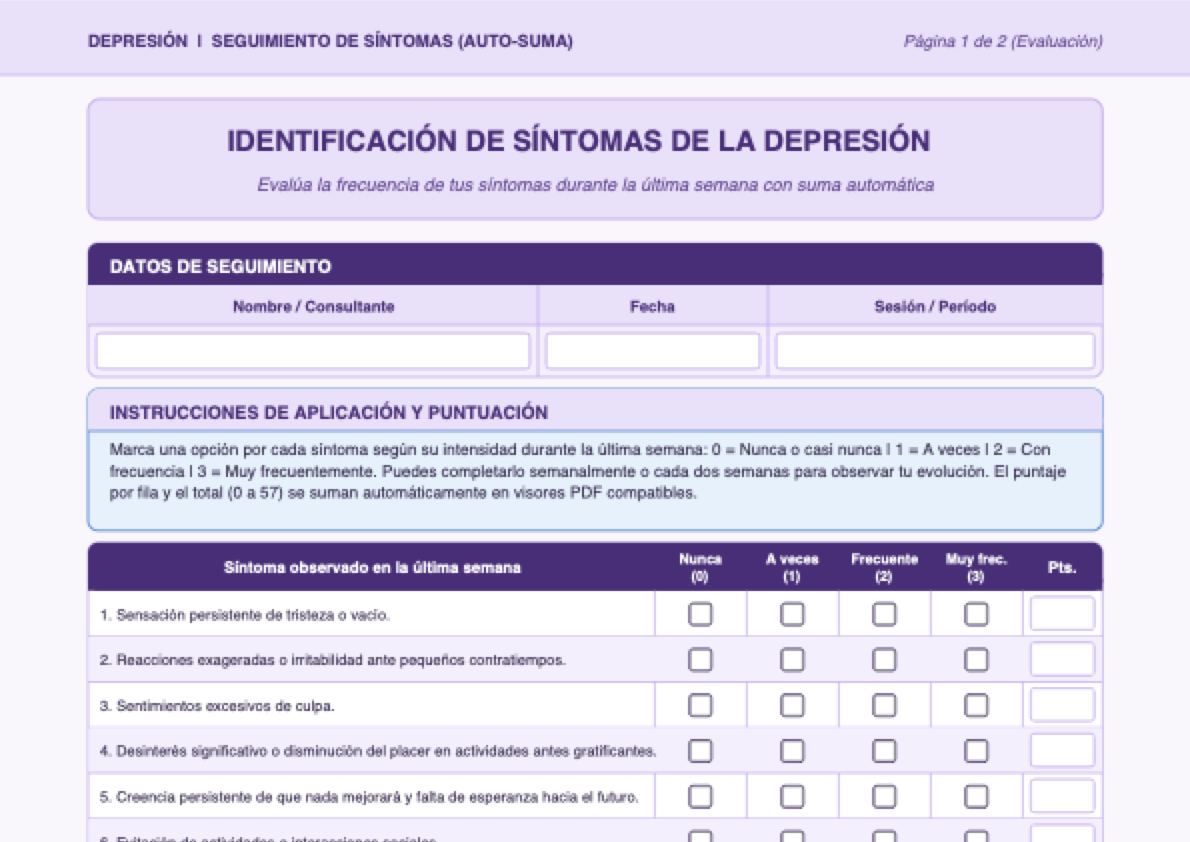 DEPRESIÓN | SEGUIMIENTO DE SÍNTOMAS (AUTO-SUMA)
Página 1 de 2 (Evaluación)
IDENTIFICACIÓN DE SÍNTOMAS DE LA DEPRESIÓN
Evalúa la frecuencia de tus síntomas durante la última semana con suma automática
DATOS DE SEGUIMIENTO
Nombre / Consultante
Fecha
Sesión / Período
INSTRUCCIONES DE APLICACIÓN Y PUNTUACIÓN
Marca una opción por cada síntoma según su intensidad durante la última semana: 0 = Nunca o casi nunca | 1 = A veces | 2 = Con
frecuencia | 3 = Muy frecuentemente. Puedes completarlo semanalmente o cada dos semanas para observar tu evolución. El puntaje
por fila y el total (0 a 57) se suman automáticamente en visores PDF compatibles.
Síntoma observado en la última semana
Nunca
(0)
A veces
(1)
Frecuente
(2)
Muy frec.
(3)
Pts.
1. Sensación persistente de tristeza o vacío.
2. Reacciones exageradas o irritabilidad ante pequeños contratiempos.
3. Sentimientos excesivos de culpa.
4. Desinterés significativo o disminución del placer en actividades antes gratificantes.
5. Creencia persistente de que nada mejorará y falta de esperanza hacia el futuro.
6. Evitación de actividades o interacciones sociales.